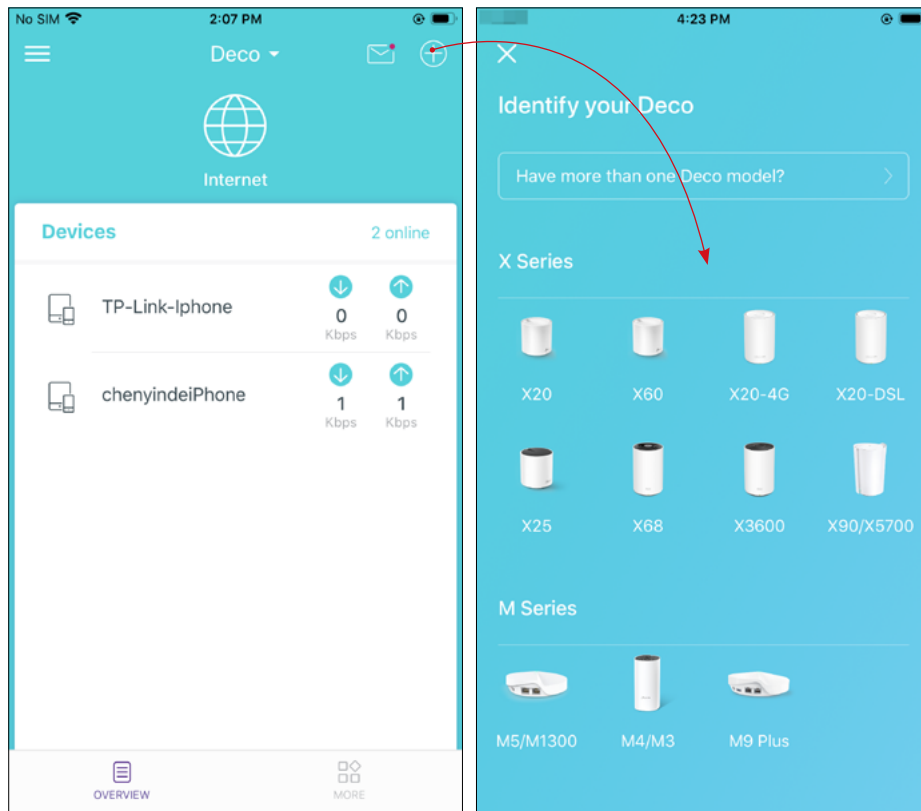 No SIM 2:07 PM
Deco
Internet
Devices 2 online
TP-Link-Iphone
0 0
Kbps Kbps
chenyindeiPhone
1 1
Kbps Kbps
OVERVIEW MORE
4:23 PM
Identify your Deco
Have more than one Deco model?
X Series
X20 X60 X20-4G X20-DSL
X25 X68 X3600 X90/X5700
M Series
M5/M1300 M4/M3 M9 Plus